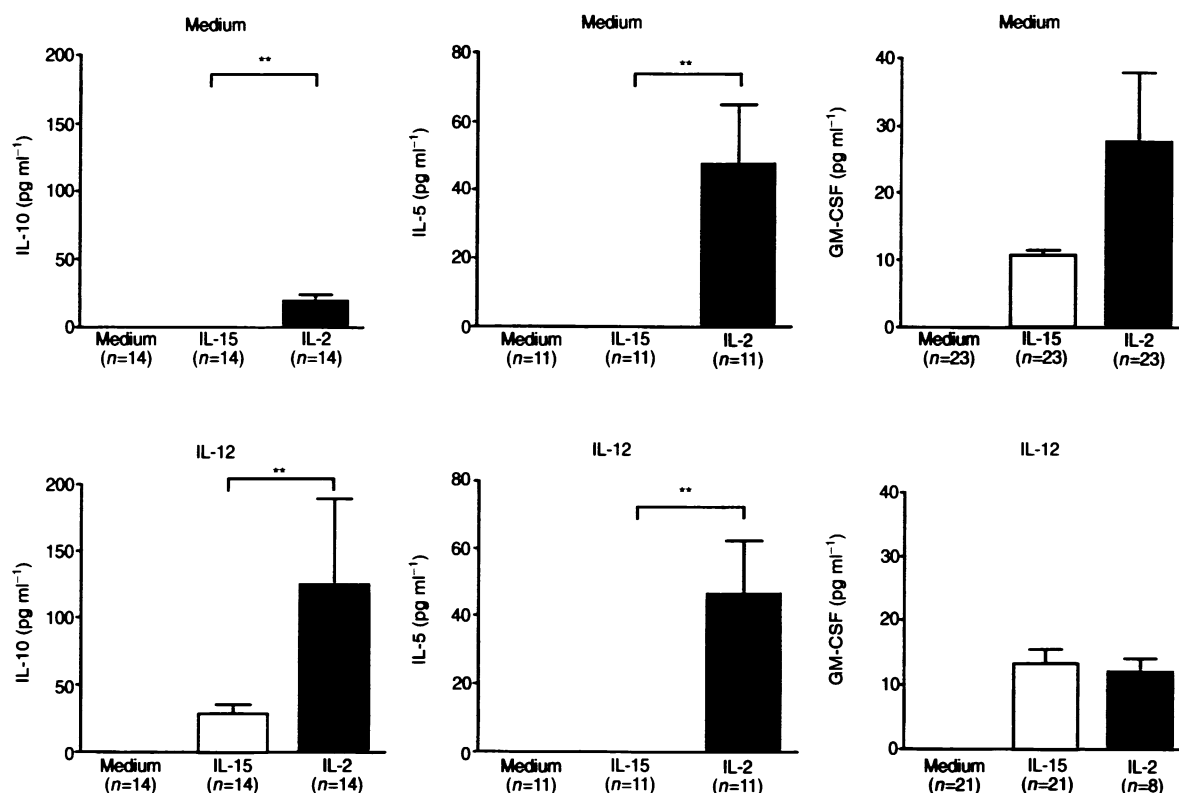 Medium
IL-10 (pg ml⁻¹)
200
150
100
50
0
**
Medium IL-15 IL-2
(n=14) (n=14) (n=14)
Medium
IL-5 (pg ml⁻¹)
80
60
40
20
0
**
Medium IL-15 IL-2
(n=11) (n=11) (n=11)
Medium
GM-CSF (pg ml⁻¹)
40
30
20
10
0
Medium IL-15 IL-2
(n=23) (n=23) (n=23)
IL-12
IL-10 (pg ml⁻¹)
200
150
100
50
0
**
Medium IL-15 IL-2
(n=14) (n=14) (n=14)
IL-12
IL-5 (pg ml⁻¹)
80
60
40
20
0
**
Medium IL-15 IL-2
(n=11) (n=11) (n=11)
IL-12
GM-CSF (pg ml⁻¹)
40
30
20
10
0
Medium IL-15 IL-2
(n=21) (n=21) (n=8)